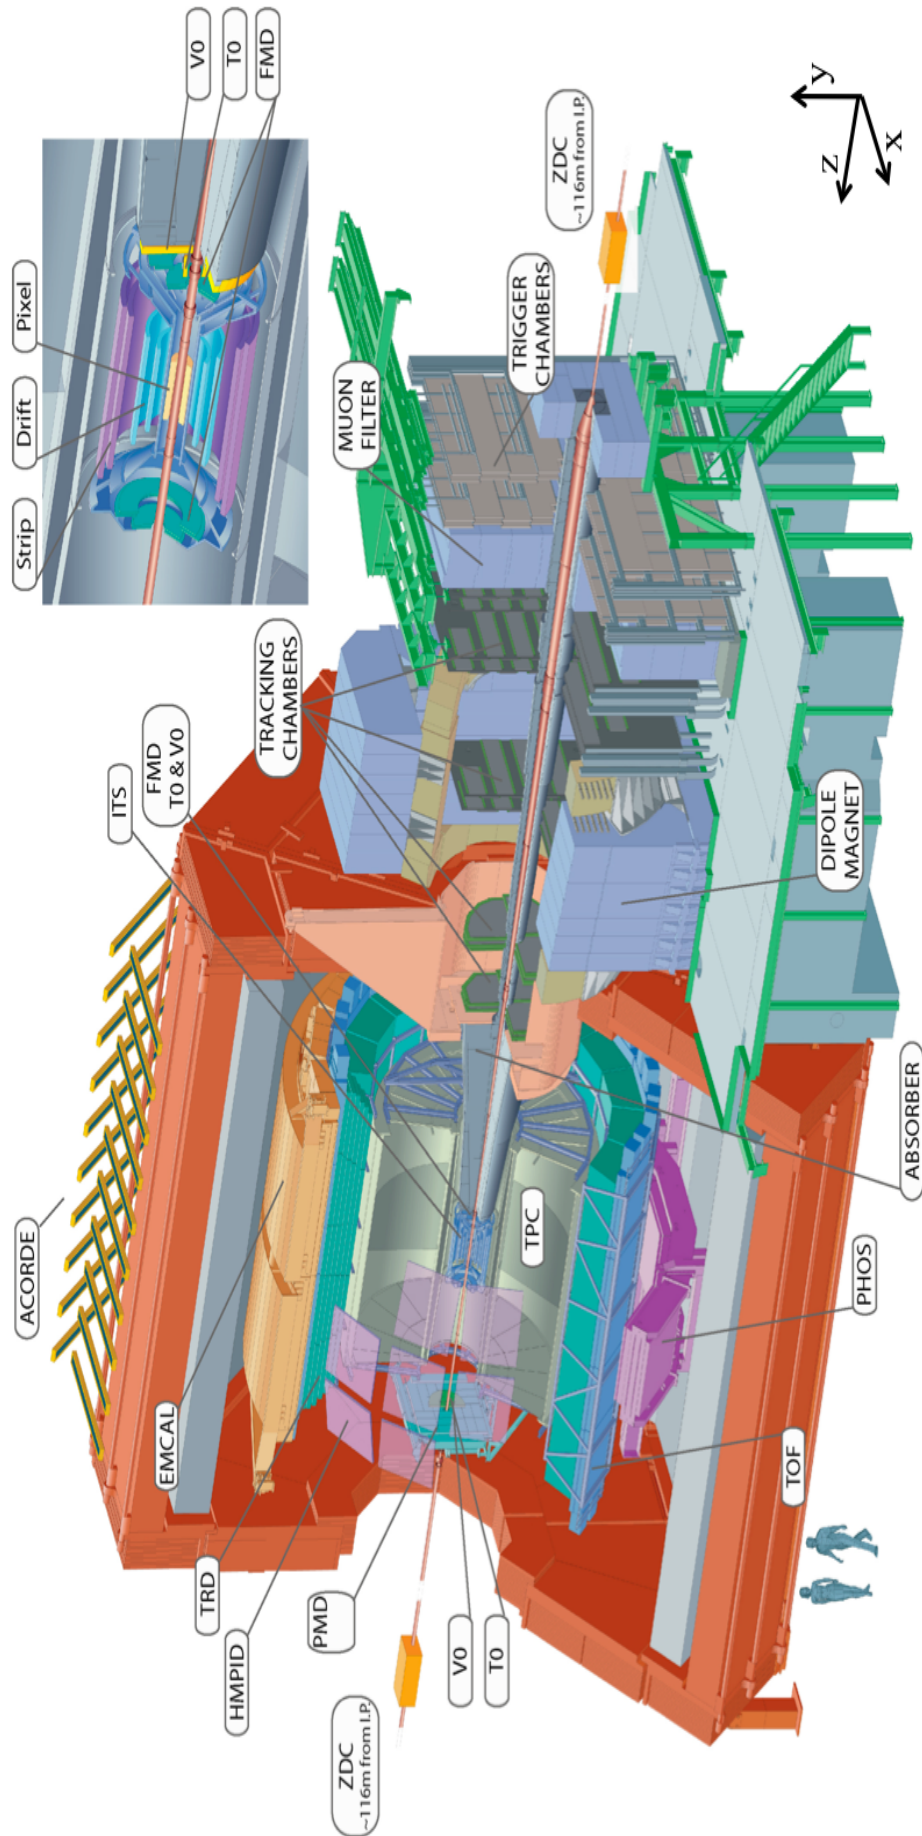 ACORDE
ITS
FMD
T0 & V0
TRACKING
CHAMBERS
Strip
Drift
Pixel
V0
T0
FMD
EMCAL
TRD
HMPID
PMD
ZDC
~116m from I.P.
V0
T0
MUON
FILTER
TRIGGER
CHAMBERS
ZDC
~116m from I.P.
TPC
TOF
PHOS
ABSORBER
DIPOLE
MAGNET
y
z
x